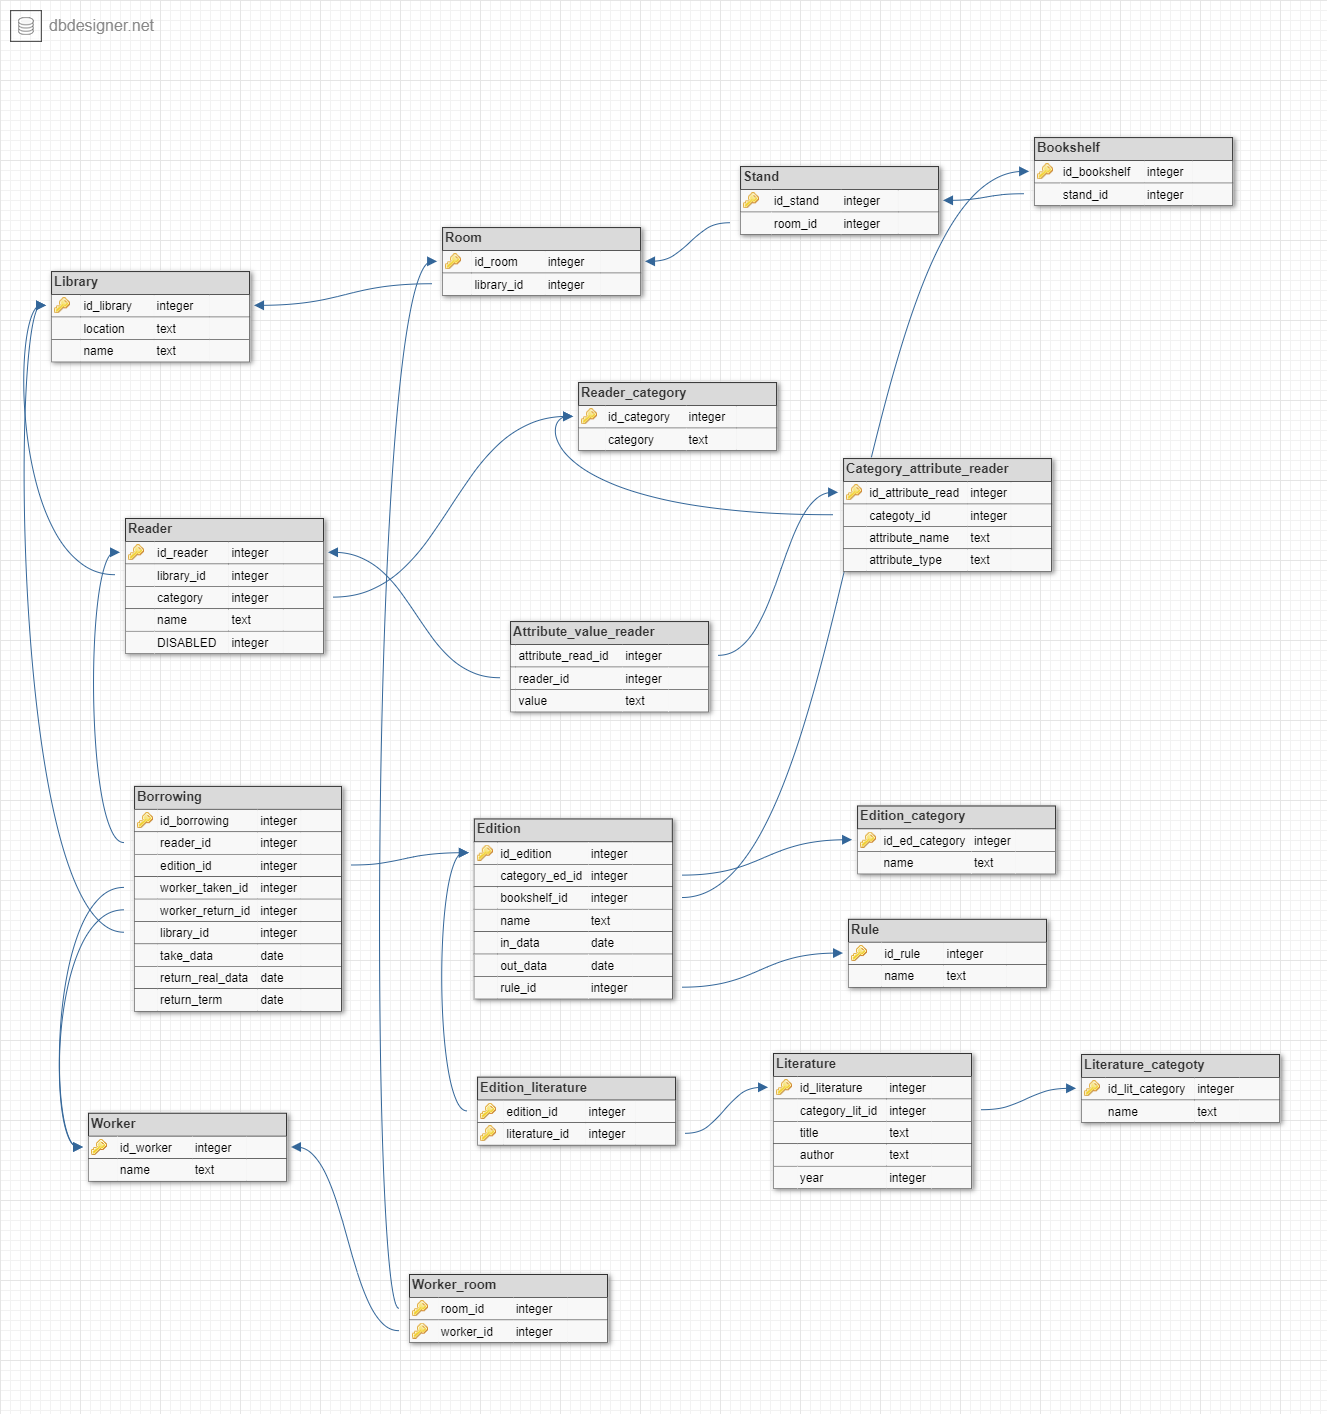 dbdesigner.net
Bookshelf
id_bookshelf integer
stand_id integer
Stand
id_stand integer
room_id integer
Room
id_room integer
library_id integer
Library
id_library integer
location text
name text
Reader_category
id_category integer
category text
Category_attribute_reader
id_attribute_read integer
categoty_id integer
attribute_name text
attribute_type text
Reader
id_reader integer
library_id integer
category integer
name text
DISABLED integer
Attribute_value_reader
attribute_read_id integer
reader_id integer
value text
Borrowing
id_borrowing integer
reader_id integer
edition_id integer
worker_taken_id integer
worker_return_id integer
library_id integer
take_data date
return_real_data date
return_term date
Edition
id_edition integer
category_ed_id integer
bookshelf_id integer
name text
in_data date
out_data date
rule_id integer
Edition_category
id_ed_category integer
name text
Rule
id_rule integer
name text
Edition_literature
edition_id integer
literature_id integer
Literature
id_literature integer
category_lit_id integer
title text
author text
year integer
Literature_categoty
id_lit_category integer
name text
Worker
id_worker integer
name text
Worker_room
room_id integer
worker_id integer